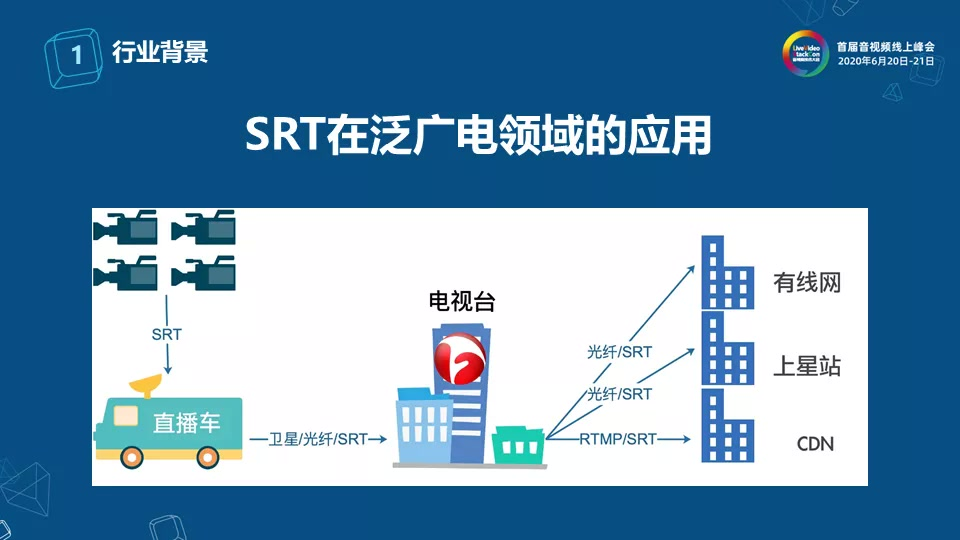 1 行业背景
LiveVideo
StackCon
首届音视频线上峰会
2020年6月20日-21日
SRT在泛广电领域的应用
SRT
直播车
卫星/光纤/SRT
电视台
光纤/SRT
光纤/SRT
RTMP/SRT
有线网
上星站
CDN